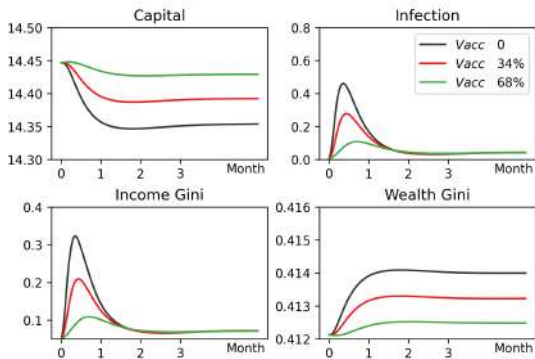 Capital
14.50
14.45
14.40
14.35
14.30
0 1 2 3
Month
Infection
0.8
0.6
0.4
0.2
0.0
Vacc 0
Vacc 34%
Vacc 68%
0 1 2 3
Month
Income Gini
0.4
0.3
0.2
0.1
0 1 2 3
Month
Wealth Gini
0.416
0.415
0.414
0.413
0.412
0 1 2 3
Month